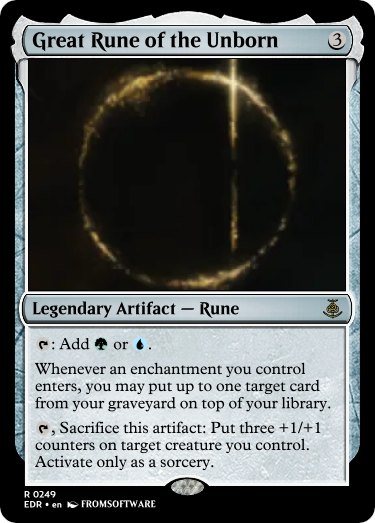 Great Rune of the Unborn 3
Legendary Artifact — Rune
: Add or .
Whenever an enchantment you control
enters, you may put up to one target card
from your graveyard on top of your library.
, Sacrifice this artifact: Put three +1/+1
counters on target creature you control.
Activate only as a sorcery.
R 0249
EDR • en FROMSOFTWARE